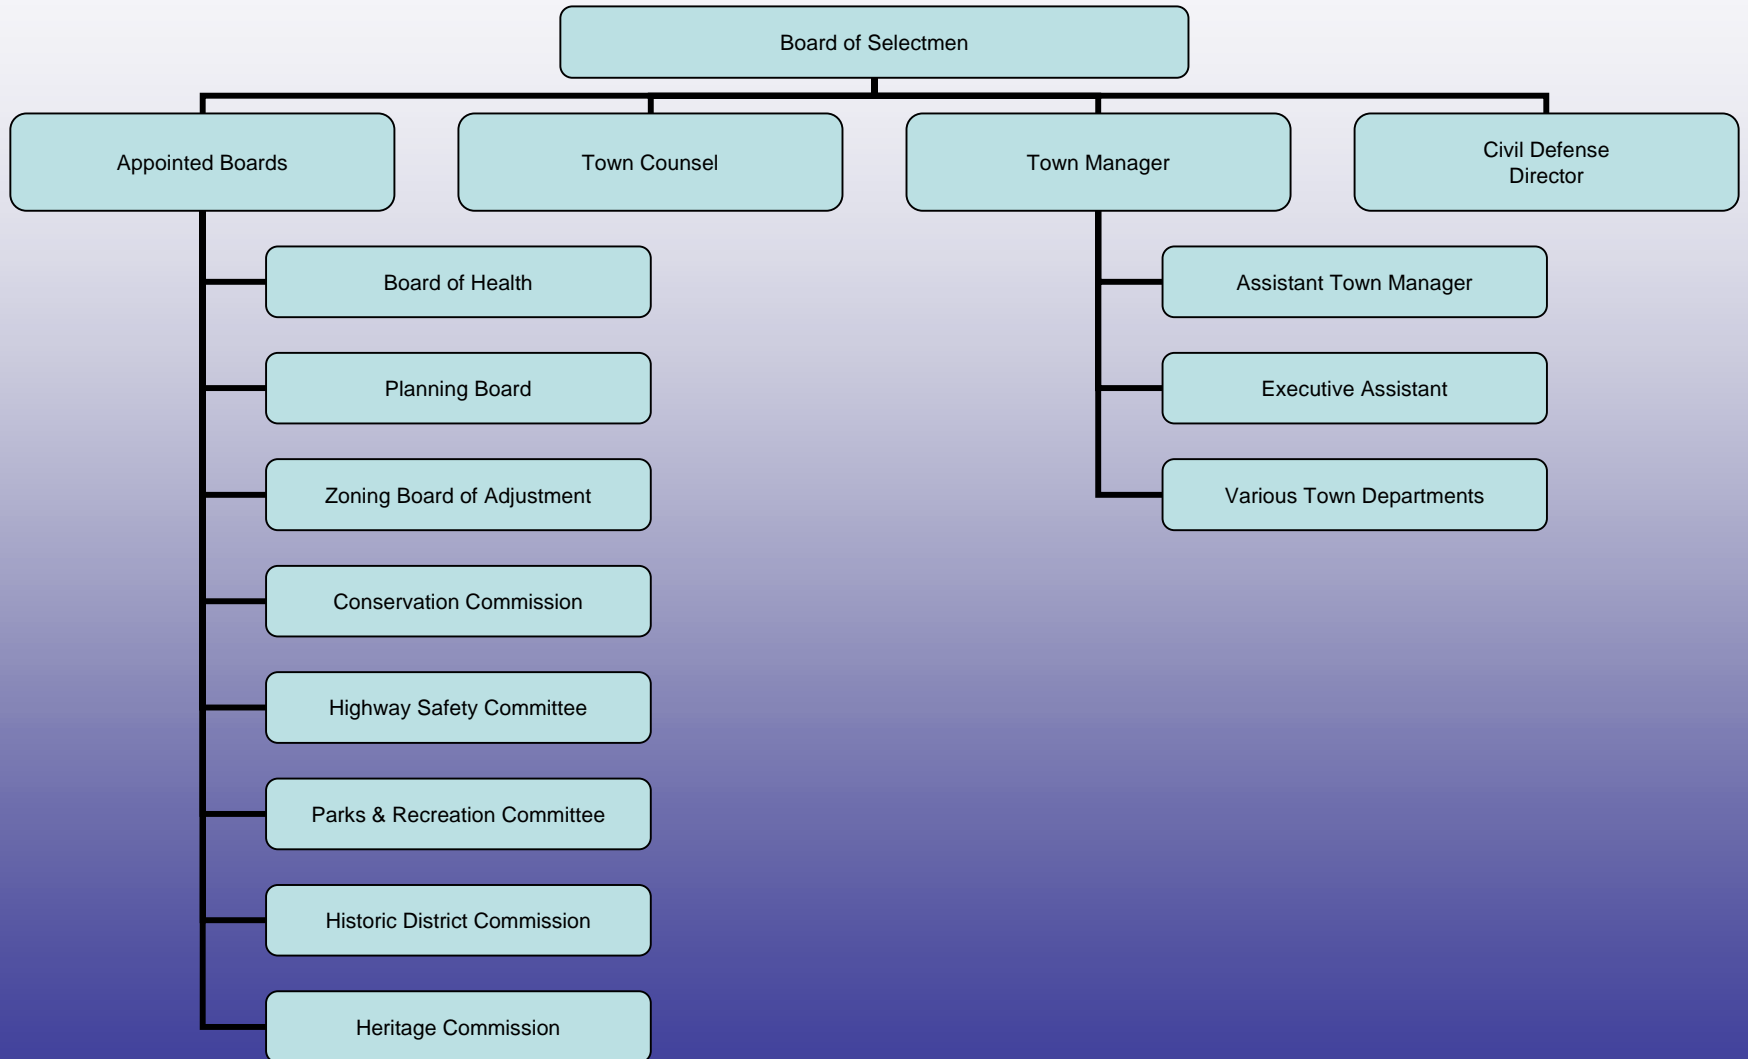 Board of Selectmen
Appointed Boards
Town Counsel
Town Manager
Civil Defense
Director
Board of Health
Planning Board
Zoning Board of Adjustment
Conservation Commission
Highway Safety Committee
Parks & Recreation Committee
Historic District Commission
Heritage Commission
Assistant Town Manager
Executive Assistant
Various Town Departments